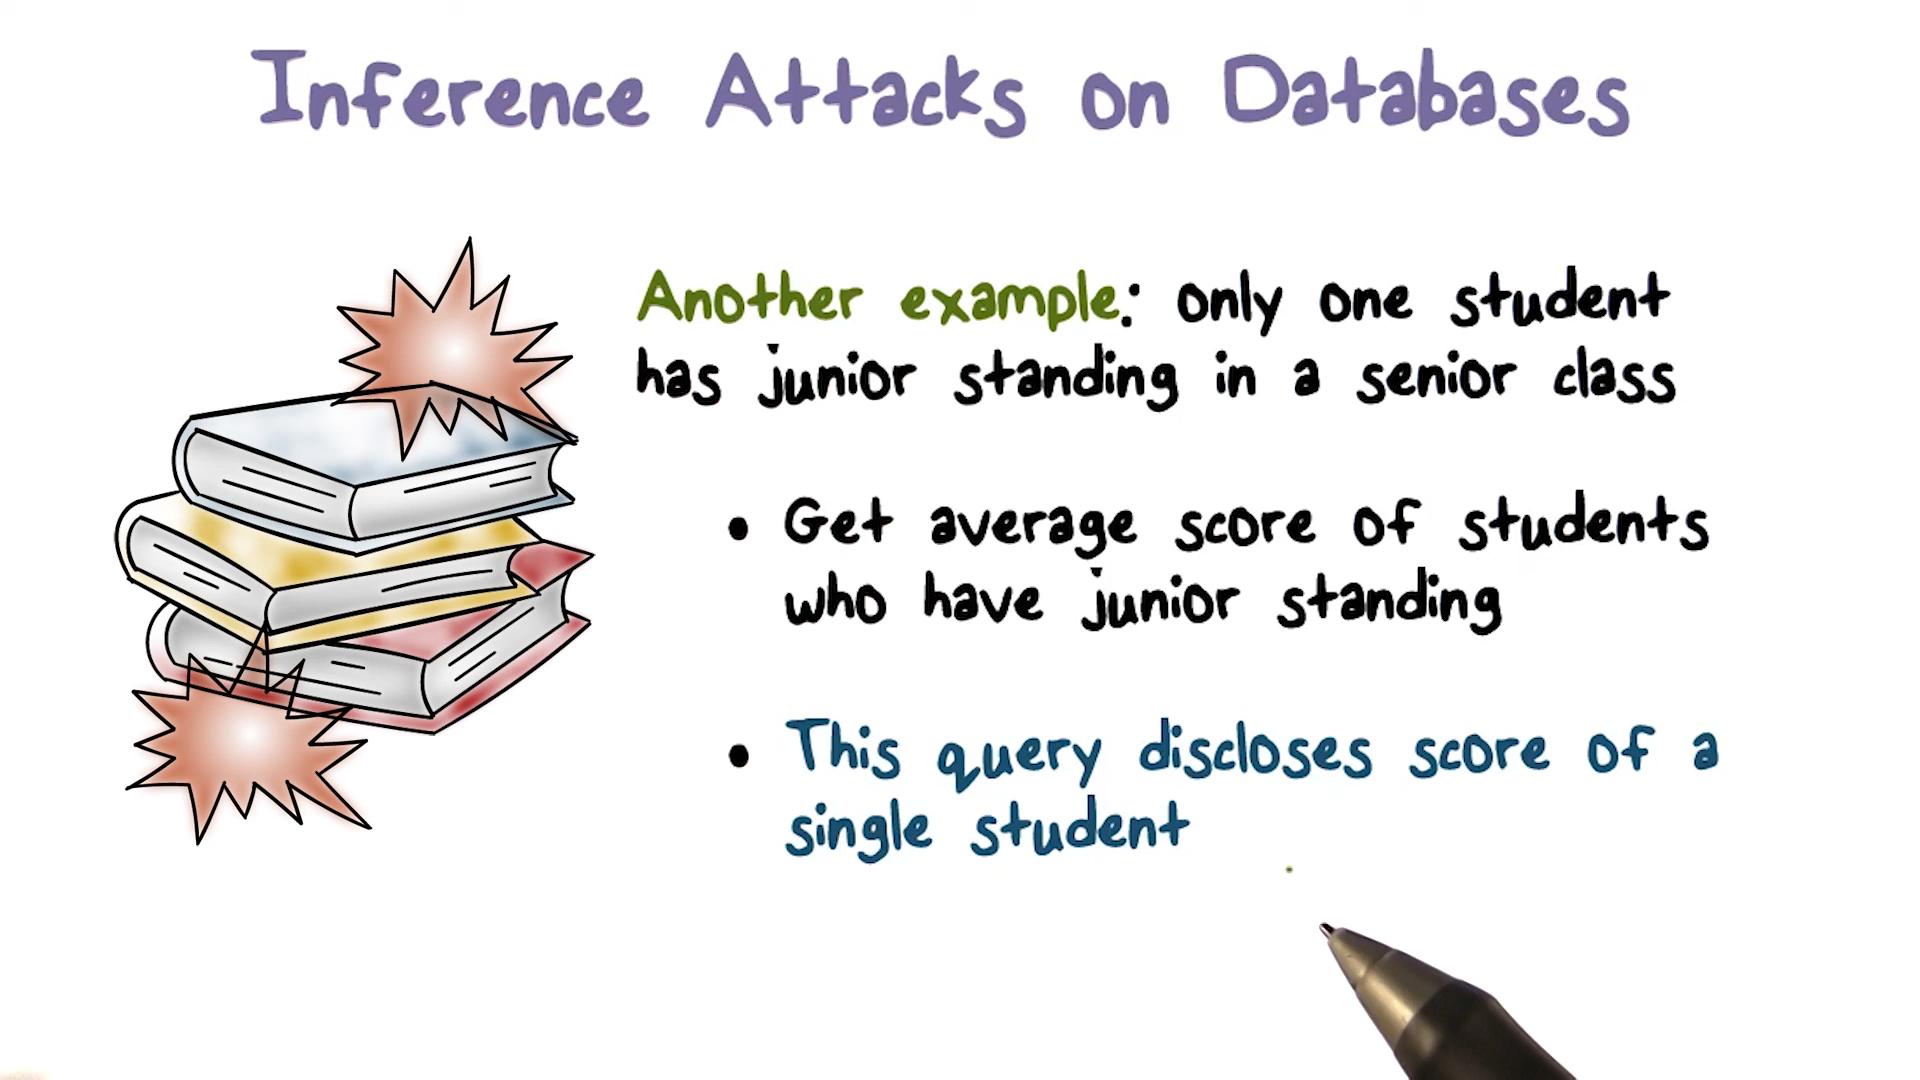 Inference Attacks on Databases
Another example: only one student
has junior standing in a senior class
• Get average score of students
who have junior standing
• This query discloses score of a
single student